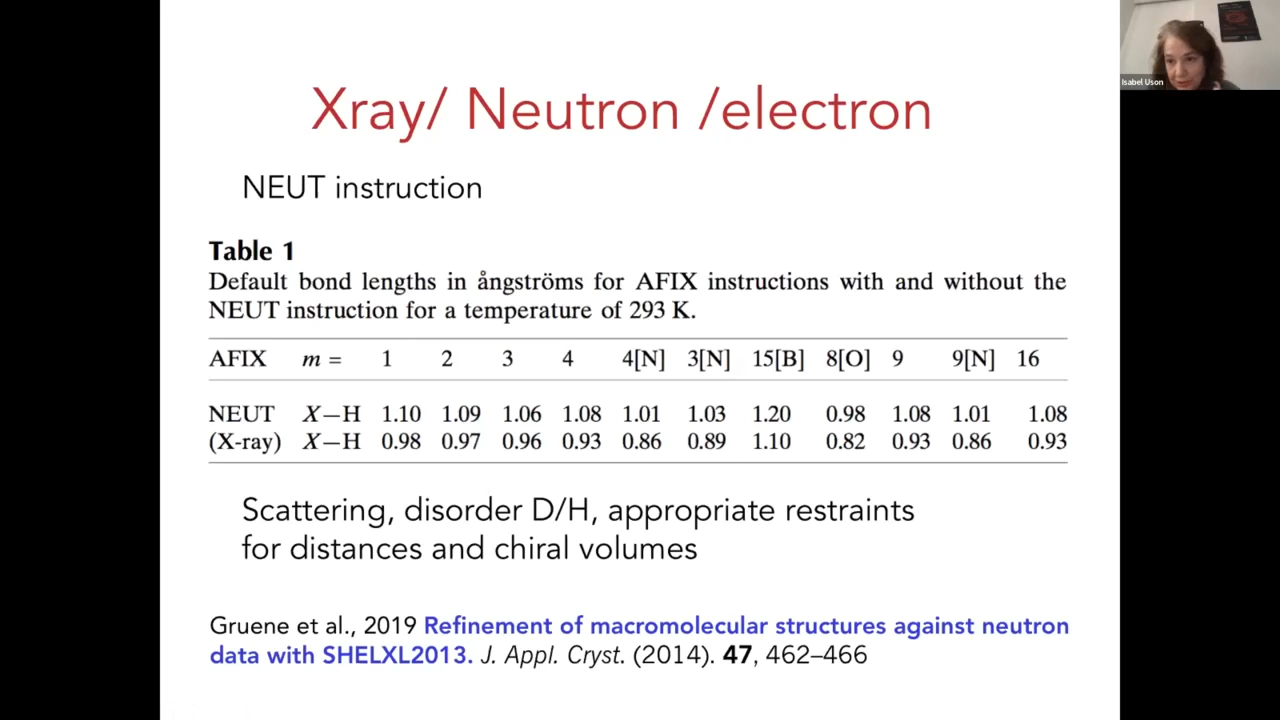 Isabel Uson
Xray/ Neutron /electron
NEUT instruction
Table 1
Default bond lengths in ångströms for AFIX instructions with and without the
NEUT instruction for a temperature of 293 K.
AFIX m = 1 2 3 4 4[N] 3[N] 15[B] 8[O] 9 9[N] 16
NEUT X—H 1.10 1.09 1.06 1.08 1.01 1.03 1.20 0.98 1.08 1.01 1.08
(X-ray) X—H 0.98 0.97 0.96 0.93 0.86 0.89 1.10 0.82 0.93 0.86 0.93
Scattering, disorder D/H, appropriate restraints
for distances and chiral volumes
Gruene et al., 2019 Refinement of macromolecular structures against neutron
data with SHELXL2013. J. Appl. Cryst. (2014). 47, 462–466